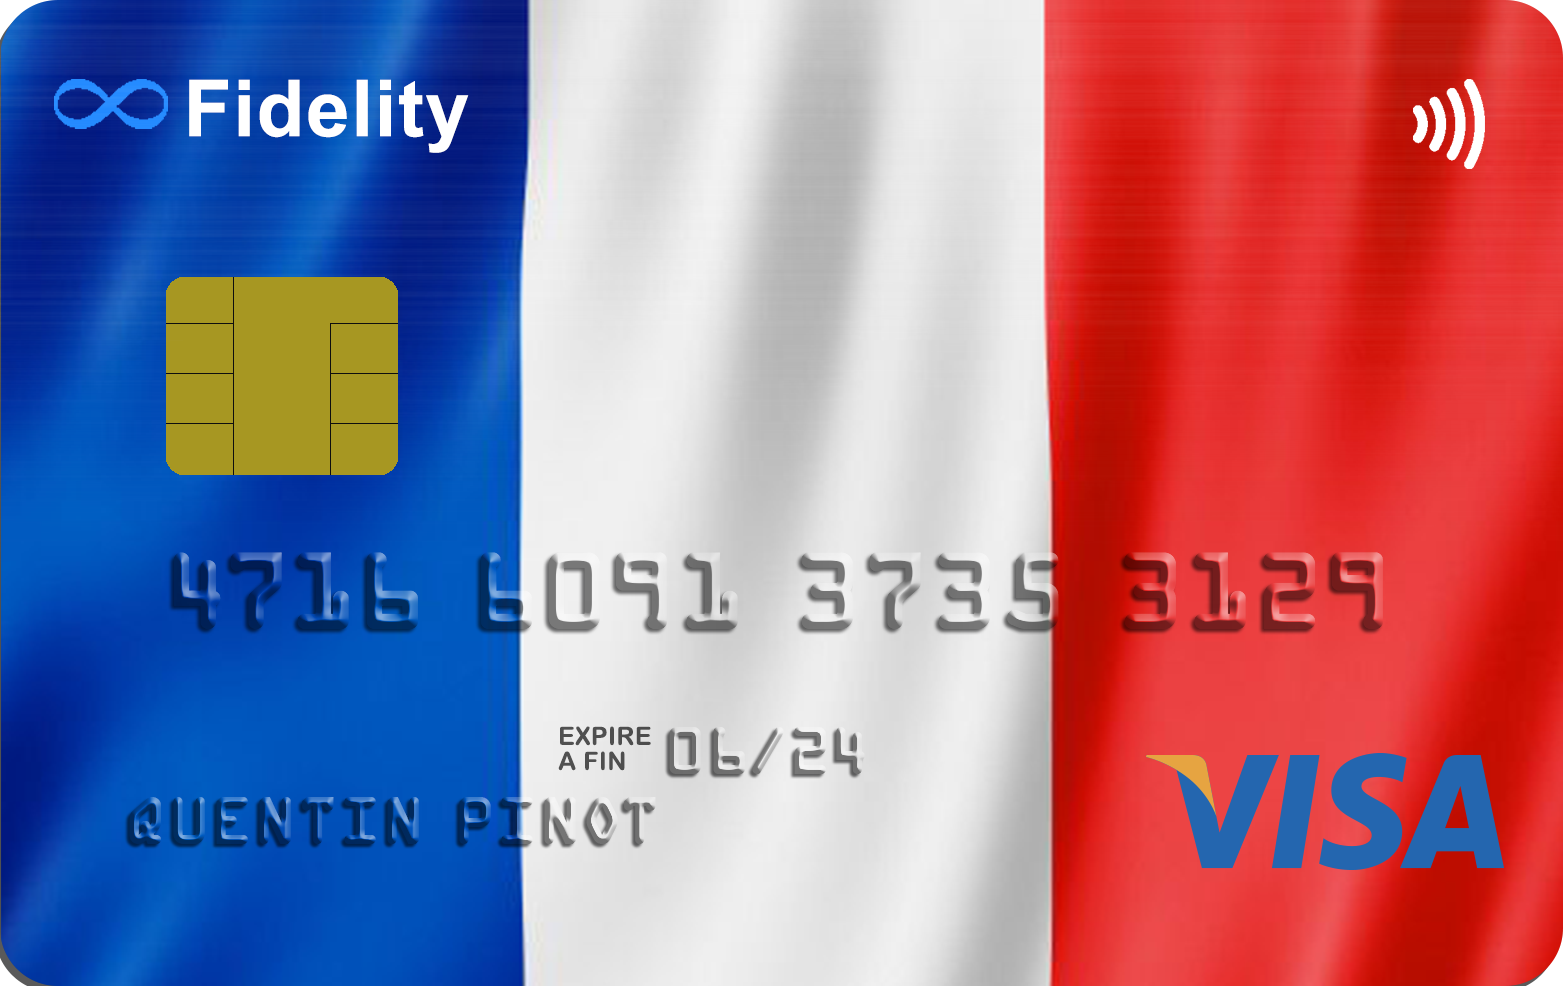 Fidelity
4716 6091 3735 3129
EXPIRE
A FIN 06/24
QUENTIN PINOT
VISA